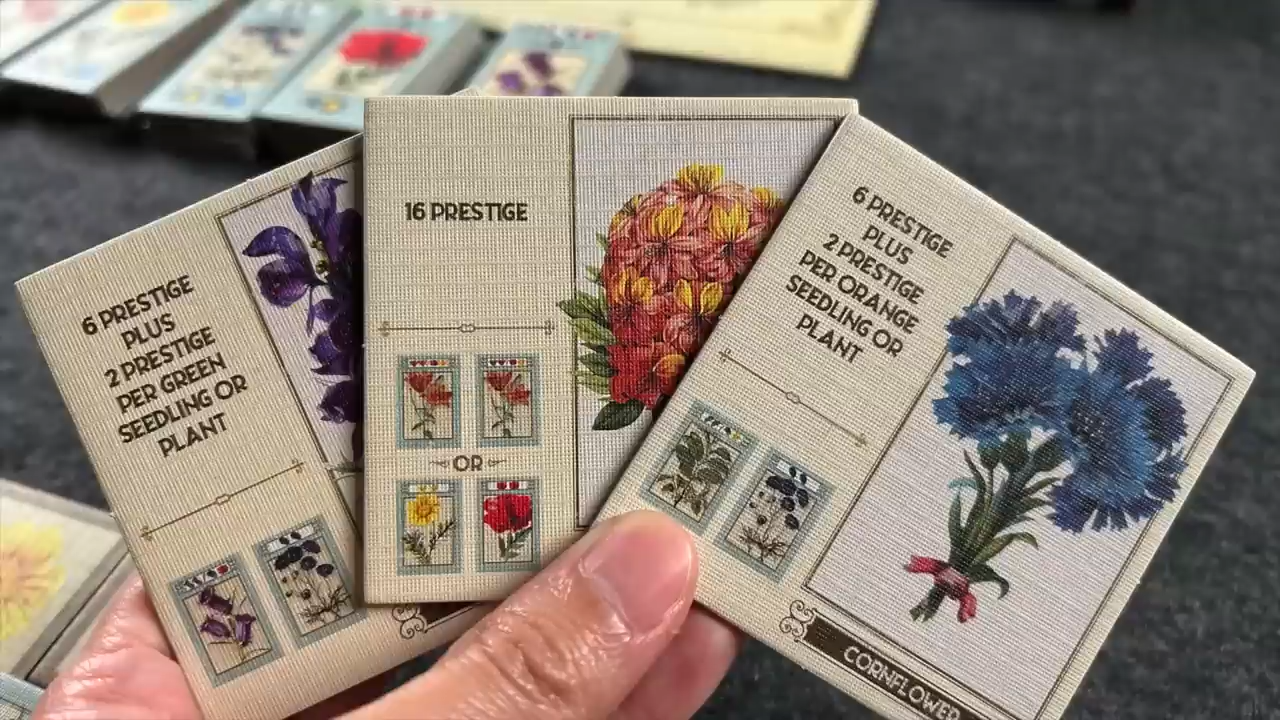 6 PRESTIGE
PLUS
2 PRESTIGE
PER GREEN
SEEDLING OR
PLANT
16 PRESTIGE
OR
6 PRESTIGE
PLUS
2 PRESTIGE
PER ORANGE
SEEDLING OR
PLANT
CORNFLOWER